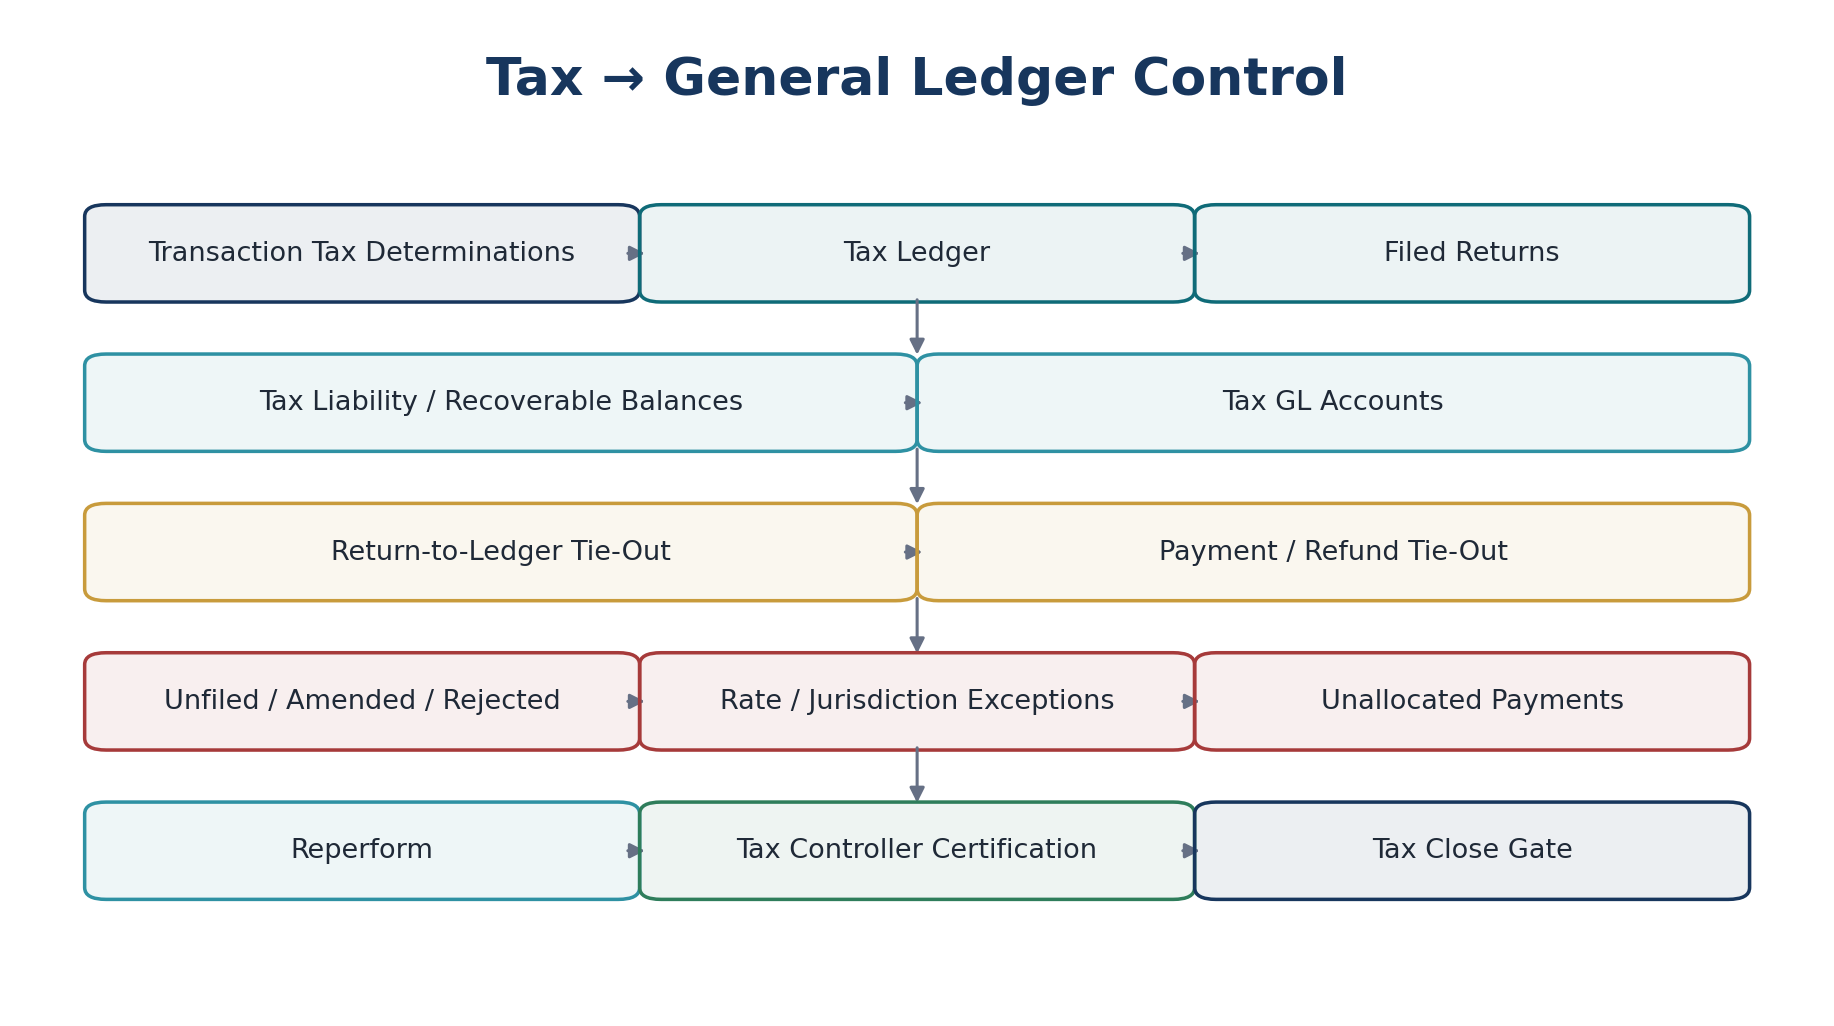 Tax → General Ledger Control
Transaction Tax Determinations
Tax Ledger
Filed Returns
Tax Liability / Recoverable Balances
Tax GL Accounts
Return-to-Ledger Tie-Out
Payment / Refund Tie-Out
Unfiled / Amended / Rejected
Rate / Jurisdiction Exceptions
Unallocated Payments
Reperform
Tax Controller Certification
Tax Close Gate